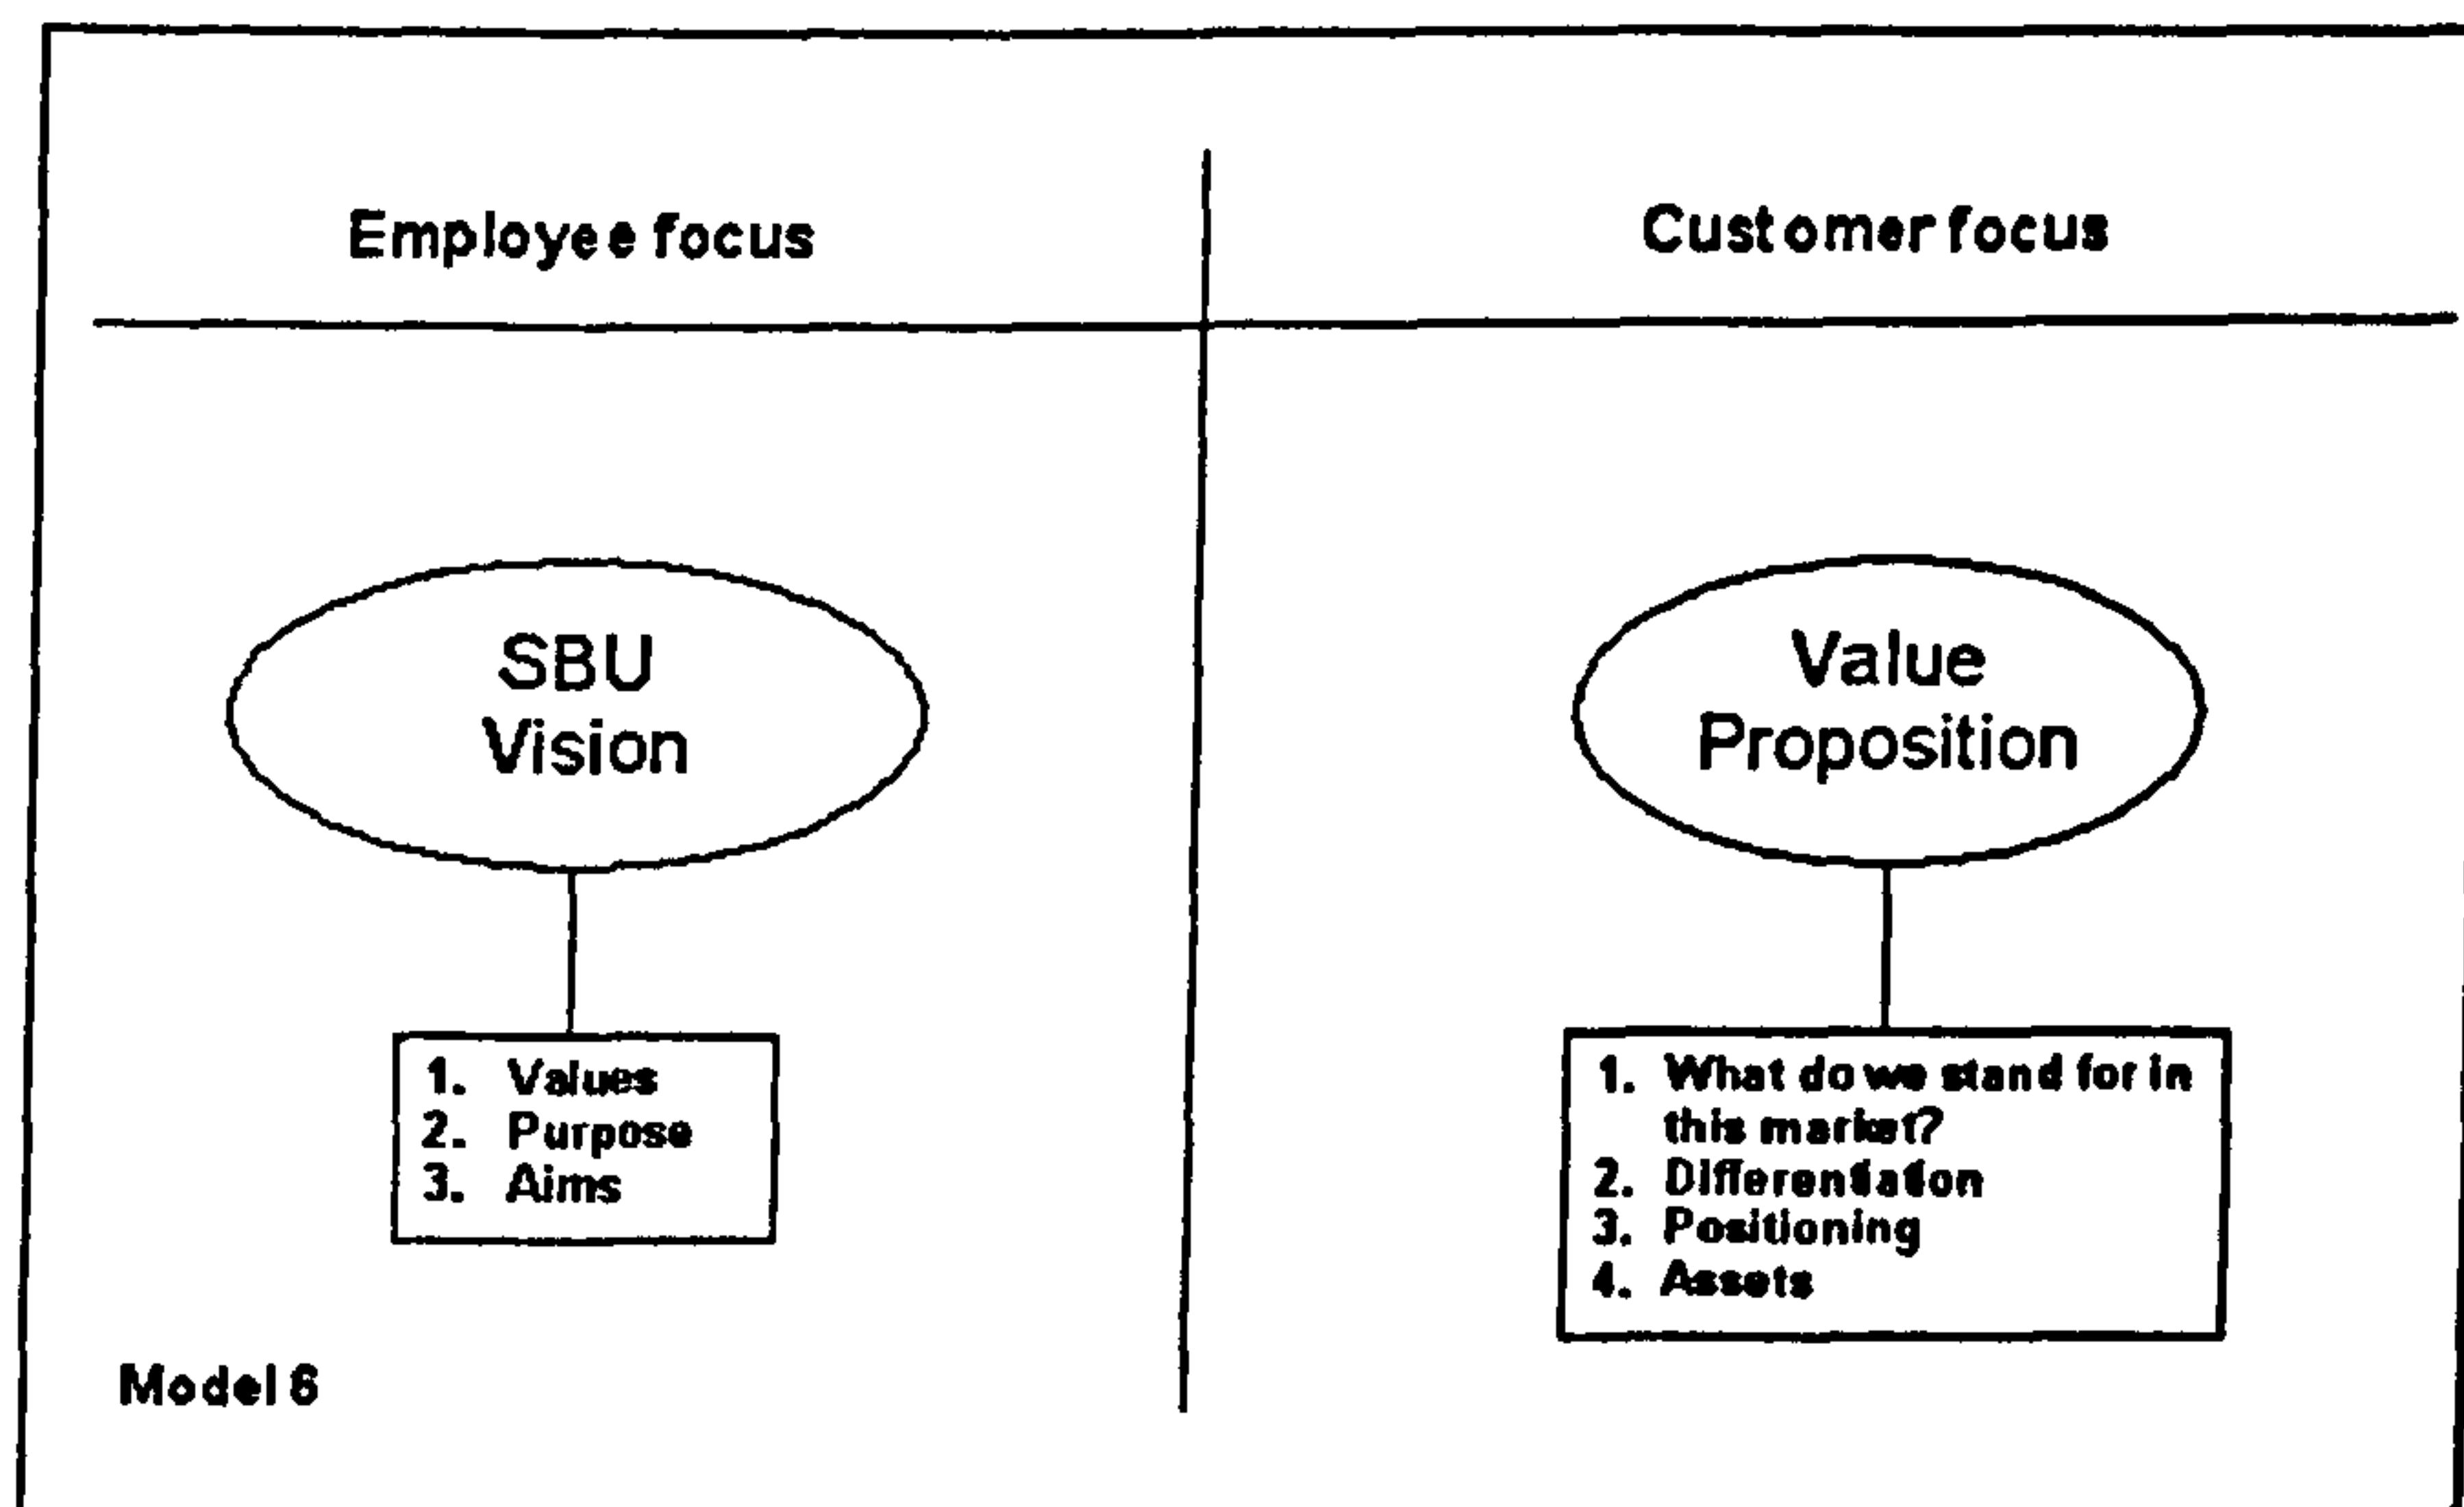 Employee focus
Customer focus
SBU
Vision
Value
Proposition
1. Values
2. Purpose
3. Aims
1. What do we stand for in
this market?
2. Differentiation
3. Positioning
4. Assets
Model 6